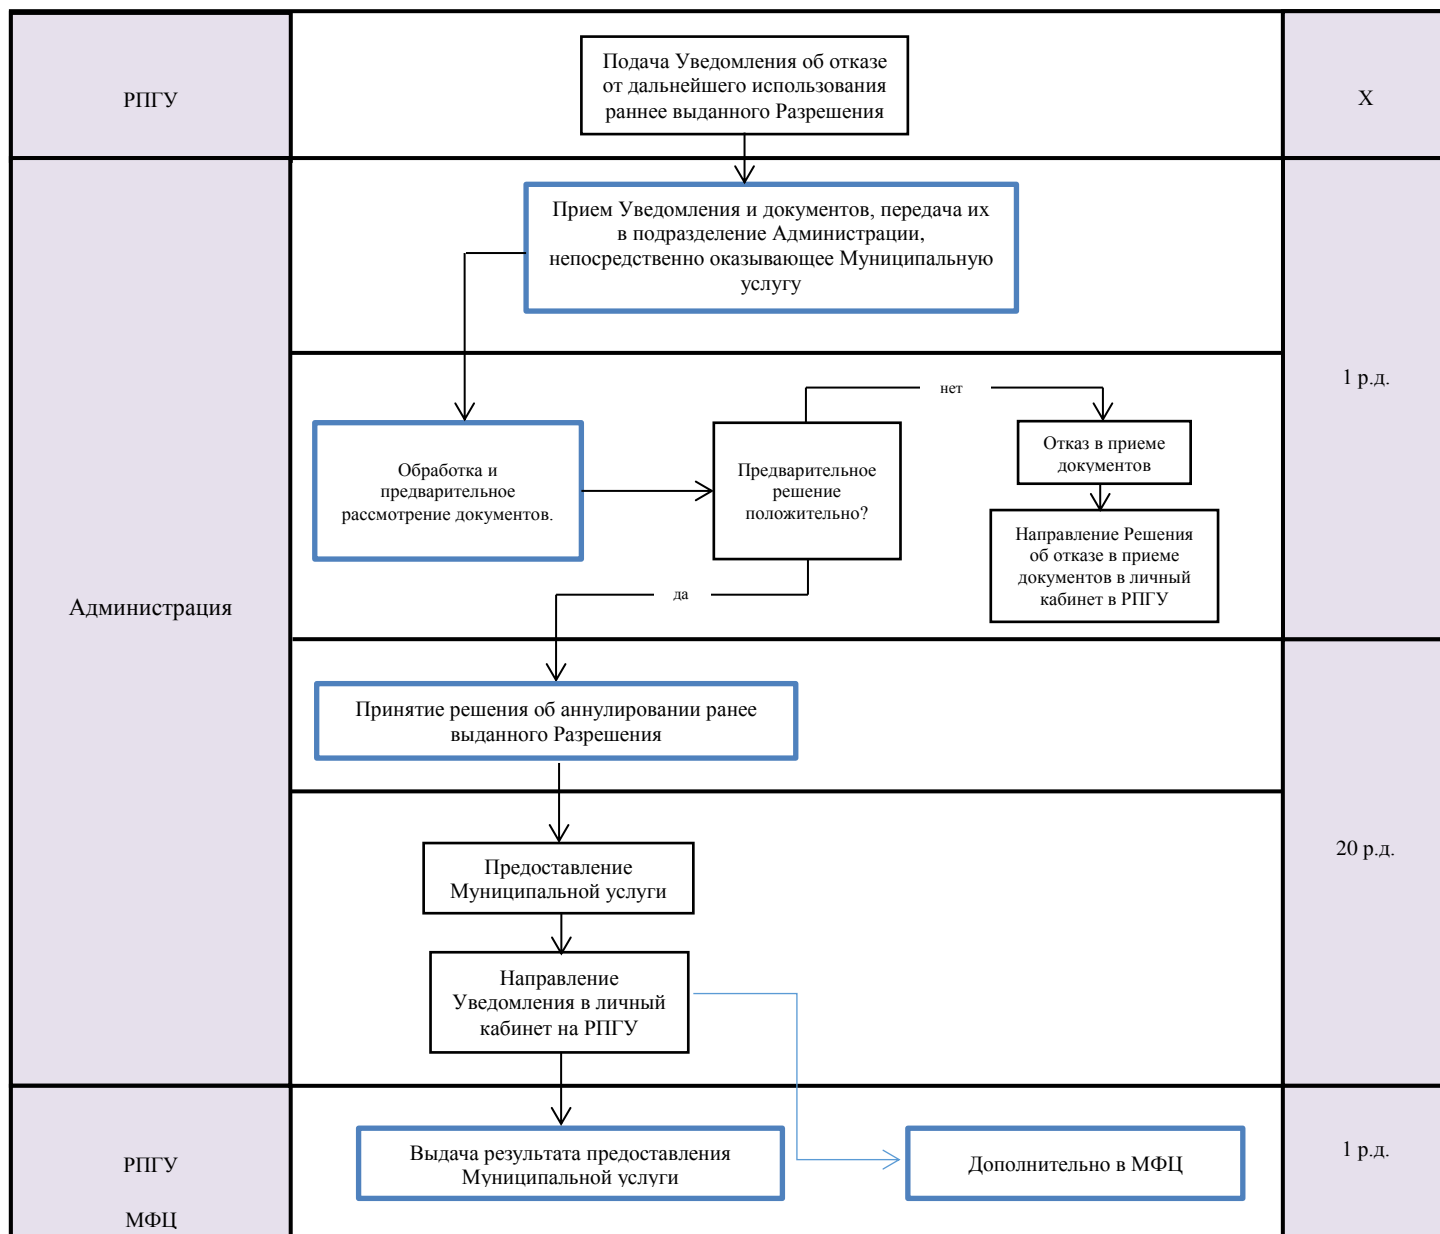 РПГУ
Подача Уведомления об отказе
от дальнейшего использования
раннее выданного Разрешения
X
Прием Уведомления и документов, передача их
в подразделение Администрации,
непосредственно оказывающее Муниципальную
услугу
1 р.д.
нет
Обработка и
предварительное
рассмотрение документов.
Предварительное
решение
положительно?
Отказ в приеме
документов
Направление Решения
об отказе в приеме
документов в личный
кабинет в РПГУ
да
Администрация
Принятие решения об аннулировании ранее
выданного Разрешения
20 р.д.
Предоставление
Муниципальной услуги
Направление
Уведомления в личный
кабинет на РПГУ
РПГУ
МФЦ
Выдача результата предоставления
Муниципальной услуги
Дополнительно в МФЦ
1 р.д.